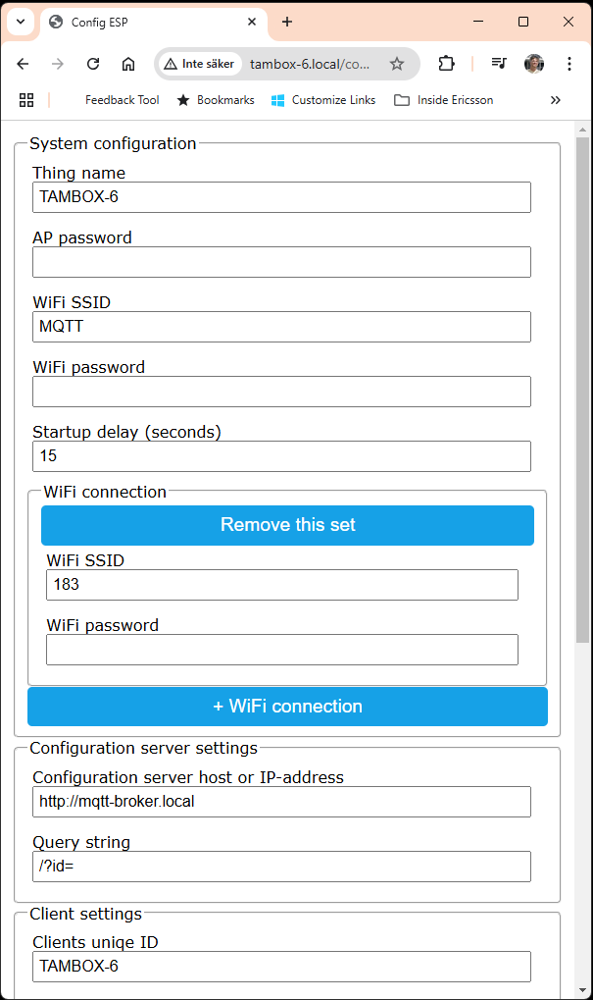 Config ESP
Inte säker tambox-6.local/co...
Feedback Tool Bookmarks Customize Links Inside Ericsson
System configuration
Thing name
TAMBOX-6
AP password
WiFi SSID
MQTT
WiFi password
Startup delay (seconds)
15
WiFi connection
Remove this set
WiFi SSID
183
WiFi password
+ WiFi connection
Configuration server settings
Configuration server host or IP-address
http://mqtt-broker.local
Query string
/?id=
Client settings
Clients uniqe ID
TAMBOX-6